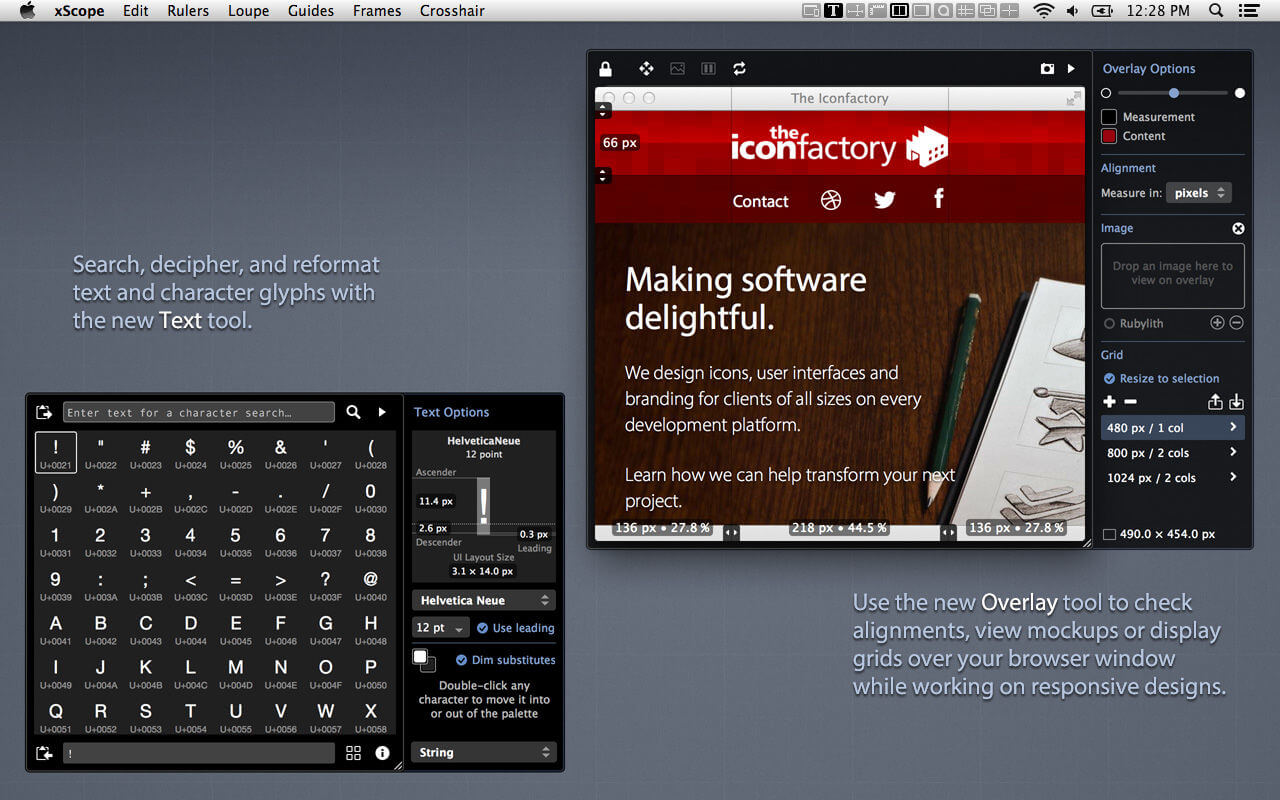 xScope Edit Rulers Loupe Guides Frames Crosshair 12:28 PM
Search, decipher, and reformat
text and character glyphs with
the new Text tool.
Enter text for a character search…
! " # $ % & ' (
U+0021 U+0022 U+0023 U+0024 U+0025 U+0026 U+0027 U+0028
) * + , - . / 0
U+0029 U+002A U+002B U+002C U+002D U+002E U+002F U+0030
1 2 3 4 5 6 7 8
U+0031 U+0032 U+0033 U+0034 U+0035 U+0036 U+0037 U+0038
9 : ; < = > ? @
U+0039 U+003A U+003B U+003C U+003D U+003E U+003F U+0040
A B C D E F G H
U+0041 U+0042 U+0043 U+0044 U+0045 U+0046 U+0047 U+0048
I J K L M N O P
U+0049 U+004A U+004B U+004C U+004D U+004E U+004F U+0050
Q R S T U V W X
U+0051 U+0052 U+0053 U+0054 U+0055 U+0056 U+0057 U+0058
!
Text Options
HelveticaNeue
12 point
Ascender
11.4 px
!
2.6 px
0.3 px
Descender
Leading
UI Layout Size
3.1 × 14.0 px
Helvetica Neue
12 pt Use leading
Dim substitutes
Double-click any
character to move it into
or out of the palette
String
The Iconfactory
66 px
the
iconfactory
Contact
Making software
delightful.
We design icons, user interfaces and
branding for clients of all sizes on every
development platform.
Learn how we can help transform your next
project.
136 px • 27.8 % 218 px • 44.5 % 136 px • 27.8 %
Overlay Options
Measurement
Content
Alignment
Measure in: pixels
Image
Drop an image here to
view on overlay
Rubylith
Grid
Resize to selection
480 px / 1 col
800 px / 2 cols
1024 px / 2 cols
490.0 × 454.0 px
Use the new Overlay tool to check
alignments, view mockups or display
grids over your browser window
while working on responsive designs.